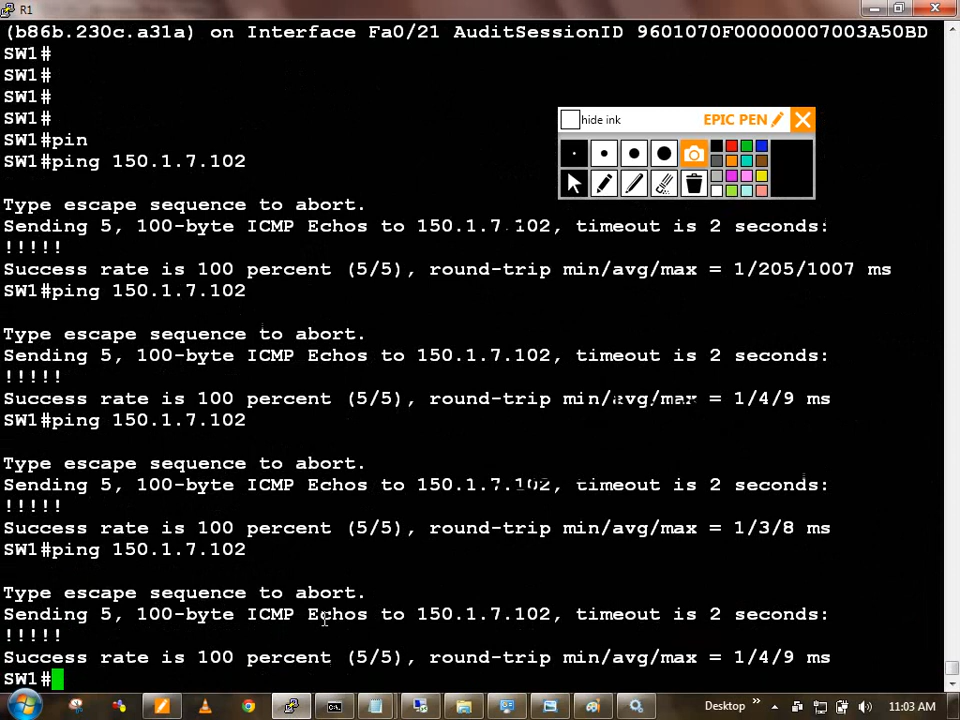 R1
(b86b.230c.a31a) on Interface Fa0/21 AuditSessionID 9601070F00000007003A50BD
SW1#
SW1#
SW1#
SW1#
SW1#pin
SW1#ping 150.1.7.102
hide ink
EPIC PEN
Type escape sequence to abort.
Sending 5, 100-byte ICMP Echos to 150.1.7.102, timeout is 2 seconds:
!!!!!
Success rate is 100 percent (5/5), round-trip min/avg/max = 1/205/1007 ms
SW1#ping 150.1.7.102
Type escape sequence to abort.
Sending 5, 100-byte ICMP Echos to 150.1.7.102, timeout is 2 seconds:
!!!!!
Success rate is 100 percent (5/5), round-trip min/avg/max = 1/4/9 ms
SW1#ping 150.1.7.102
Type escape sequence to abort.
Sending 5, 100-byte ICMP Echos to 150.1.7.102, timeout is 2 seconds:
!!!!!
Success rate is 100 percent (5/5), round-trip min/avg/max = 1/3/8 ms
SW1#ping 150.1.7.102
Type escape sequence to abort.
Sending 5, 100-byte ICMP Echos to 150.1.7.102, timeout is 2 seconds:
!!!!!
Success rate is 100 percent (5/5), round-trip min/avg/max = 1/4/9 ms
SW1#
Desktop
11:03 AM